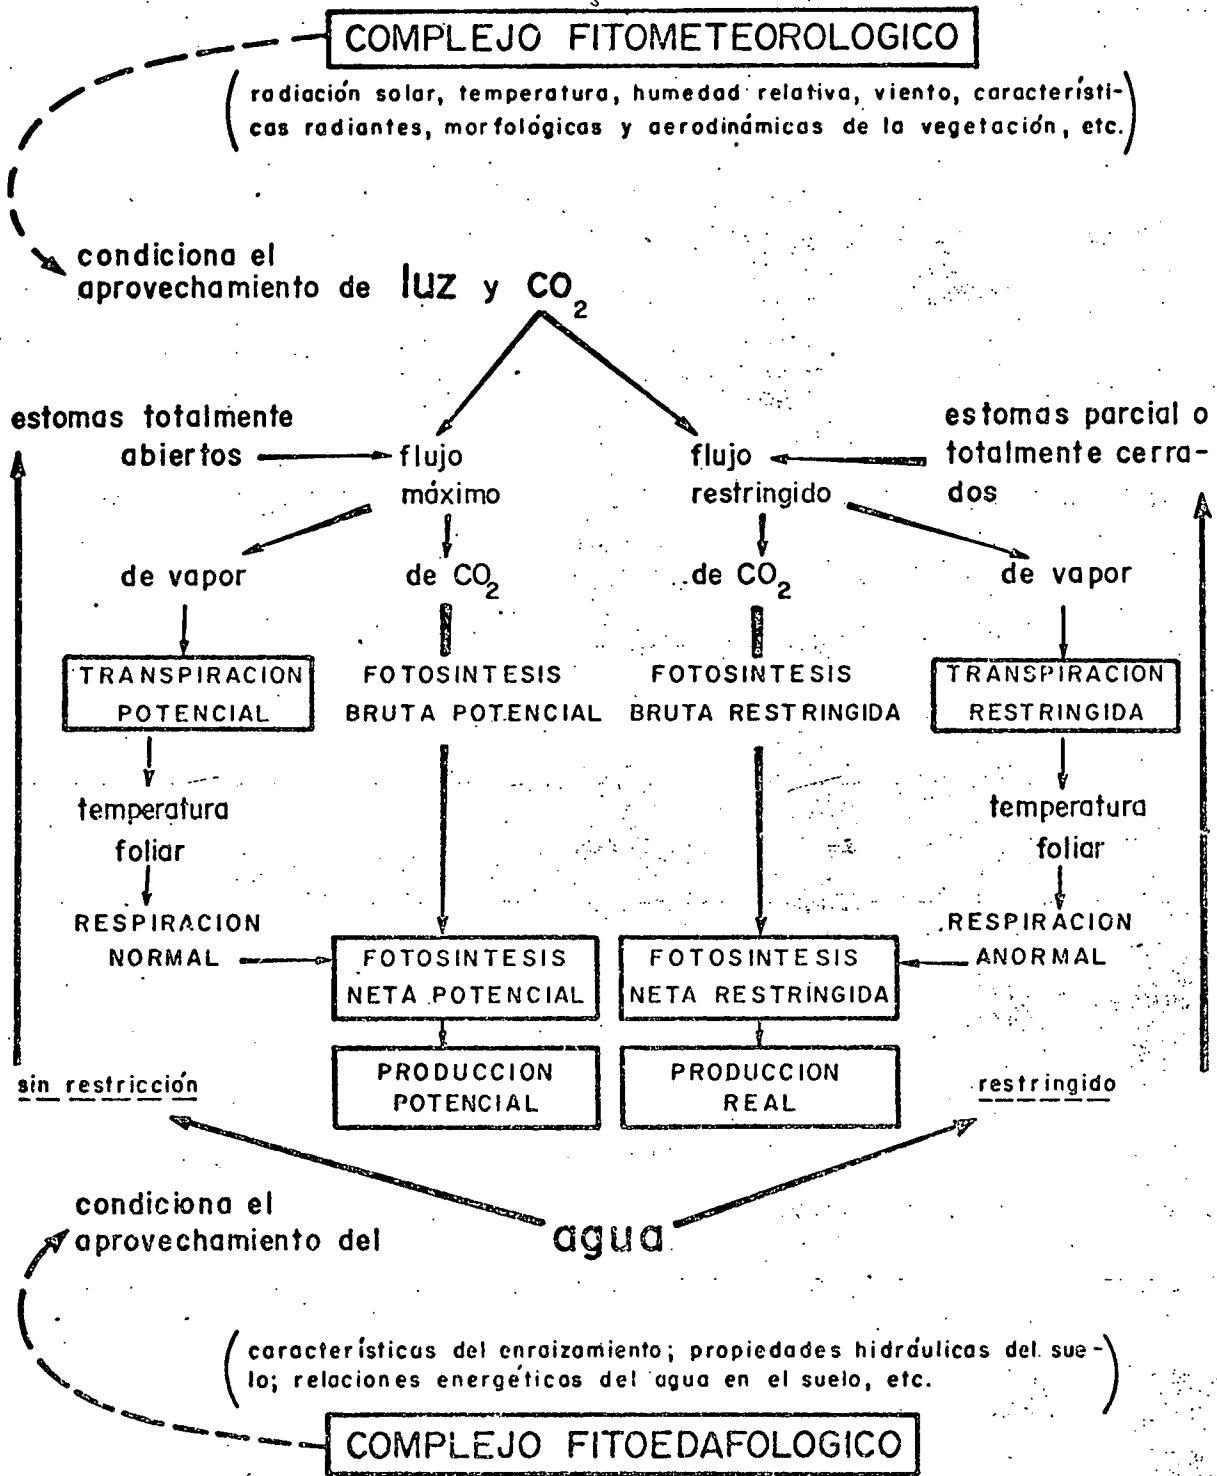 COMPLEJO FITOMETEOROLOGICO
(radiación solar, temperatura, humedad relativa, viento, característi-
cas radiantes, morfológicas y aerodinámicas de la vegetación, etc.)
condiciona el
aprovechamiento de luz y CO2
estomas totalmente
abiertos
flujo
máximo
flujo
restringido
estomas parcial o
totalmente cerra-
dos
de vapor
de CO2
de CO2
de vapor
TRANSPIRACION
POTENCIAL
FOTOSINTESIS
BRUTA POTENCIAL
FOTOSINTESIS
BRUTA RESTRINGIDA
TRANSPIRACION
RESTRINGIDA
temperatura
foliar
temperatura
foliar
RESPIRACION
NORMAL
FOTOSINTESIS
NETA POTENCIAL
FOTOSINTESIS
NETA RESTRINGIDA
RESPIRACION
ANORMAL
sin restricción
PRODUCCION
POTENCIAL
PRODUCCION
REAL
restringido
condiciona el
aprovechamiento del agua
(características del enraizamiento; propiedades hidráulicas del sue-
lo; relaciones energéticas del agua en el suelo, etc.)
COMPLEJO FITOEDAFOLOGICO